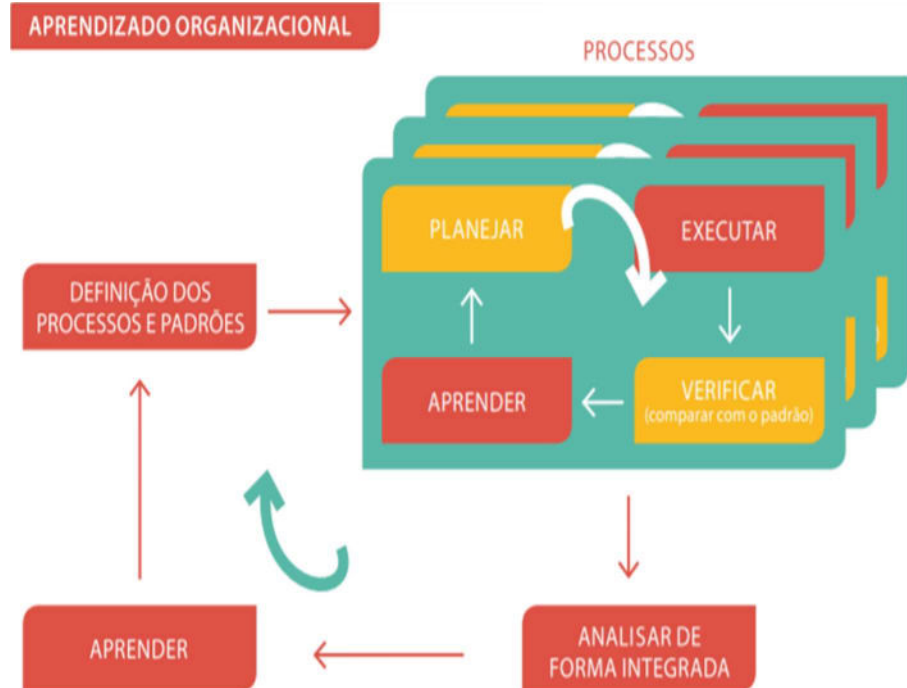 APRENDIZADO ORGANIZACIONAL
PROCESSOS
PLANEJAR
EXECUTAR
DEFINIÇÃO DOS
PROCESSOS E PADRÕES
APRENDER
VERIFICAR
(comparar com o padrão)
APRENDER
ANALISAR DE
FORMA INTEGRADA